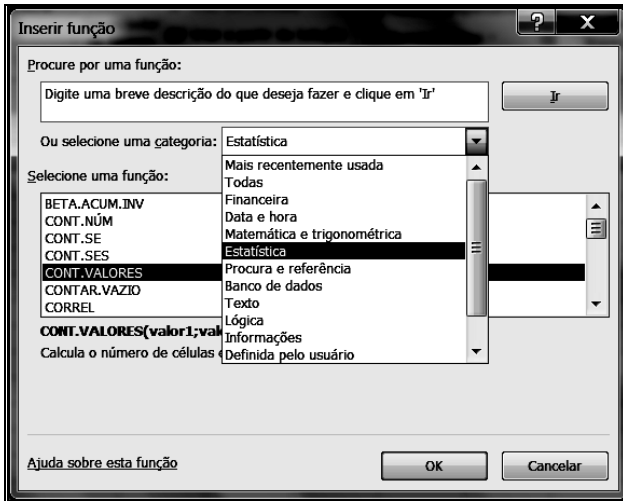 Inserir função
Procure por uma função:
Digite uma breve descrição do que deseja fazer e clique em 'Ir'
Ir
Ou selecione uma categoria: Estatística
Mais recentemente usada
Todas
Financeira
Data e hora
Matemática e trigonométrica
Estatística
Procura e referência
Banco de dados
Texto
Lógica
Informações
Definida pelo usuário
Selecione uma função:
BETA.ACUM.INV
CONT.NÚM
CONT.SE
CONT.SES
CONT.VALORES
CONTAR.VAZIO
CORREL
CONT.VALORES(valor1;val
Calcula o número de células e
Ajuda sobre esta função
OK
Cancelar